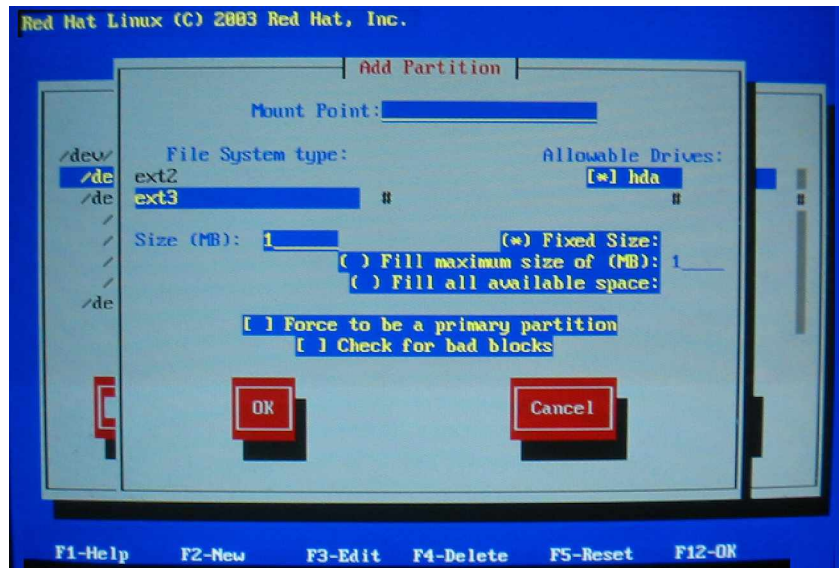 Red Hat Linux (C) 2003 Red Hat, Inc.
Add Partition
Mount Point:
/dev/
File System type:
Allowable Drives:
/de
ext2
[*] hda
/de
ext3
#
#
#
/
Size (MB): 1
(*) Fixed Size:
/
( ) Fill maximum size of (MB): 1
/
( ) Fill all available space:
/de
[ ] Force to be a primary partition
[ ] Check for bad blocks
OK
Cancel
F1-Help F2-New F3-Edit F4-Delete F5-Reset F12-OK